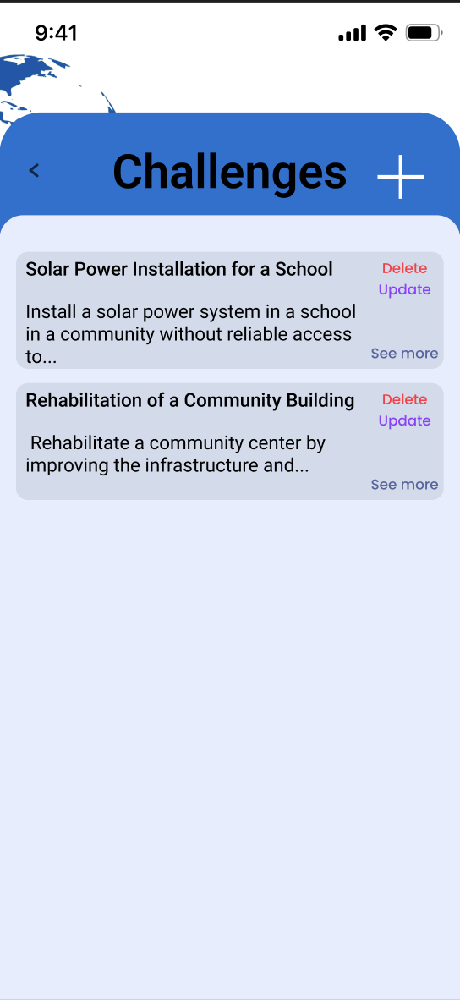 9:41
<
Challenges
Solar Power Installation for a School
Delete
Update
Install a solar power system in a school
in a community without reliable access
to...
See more
Rehabilitation of a Community Building
Delete
Update
Rehabilitate a community center by
improving the infrastructure and...
See more